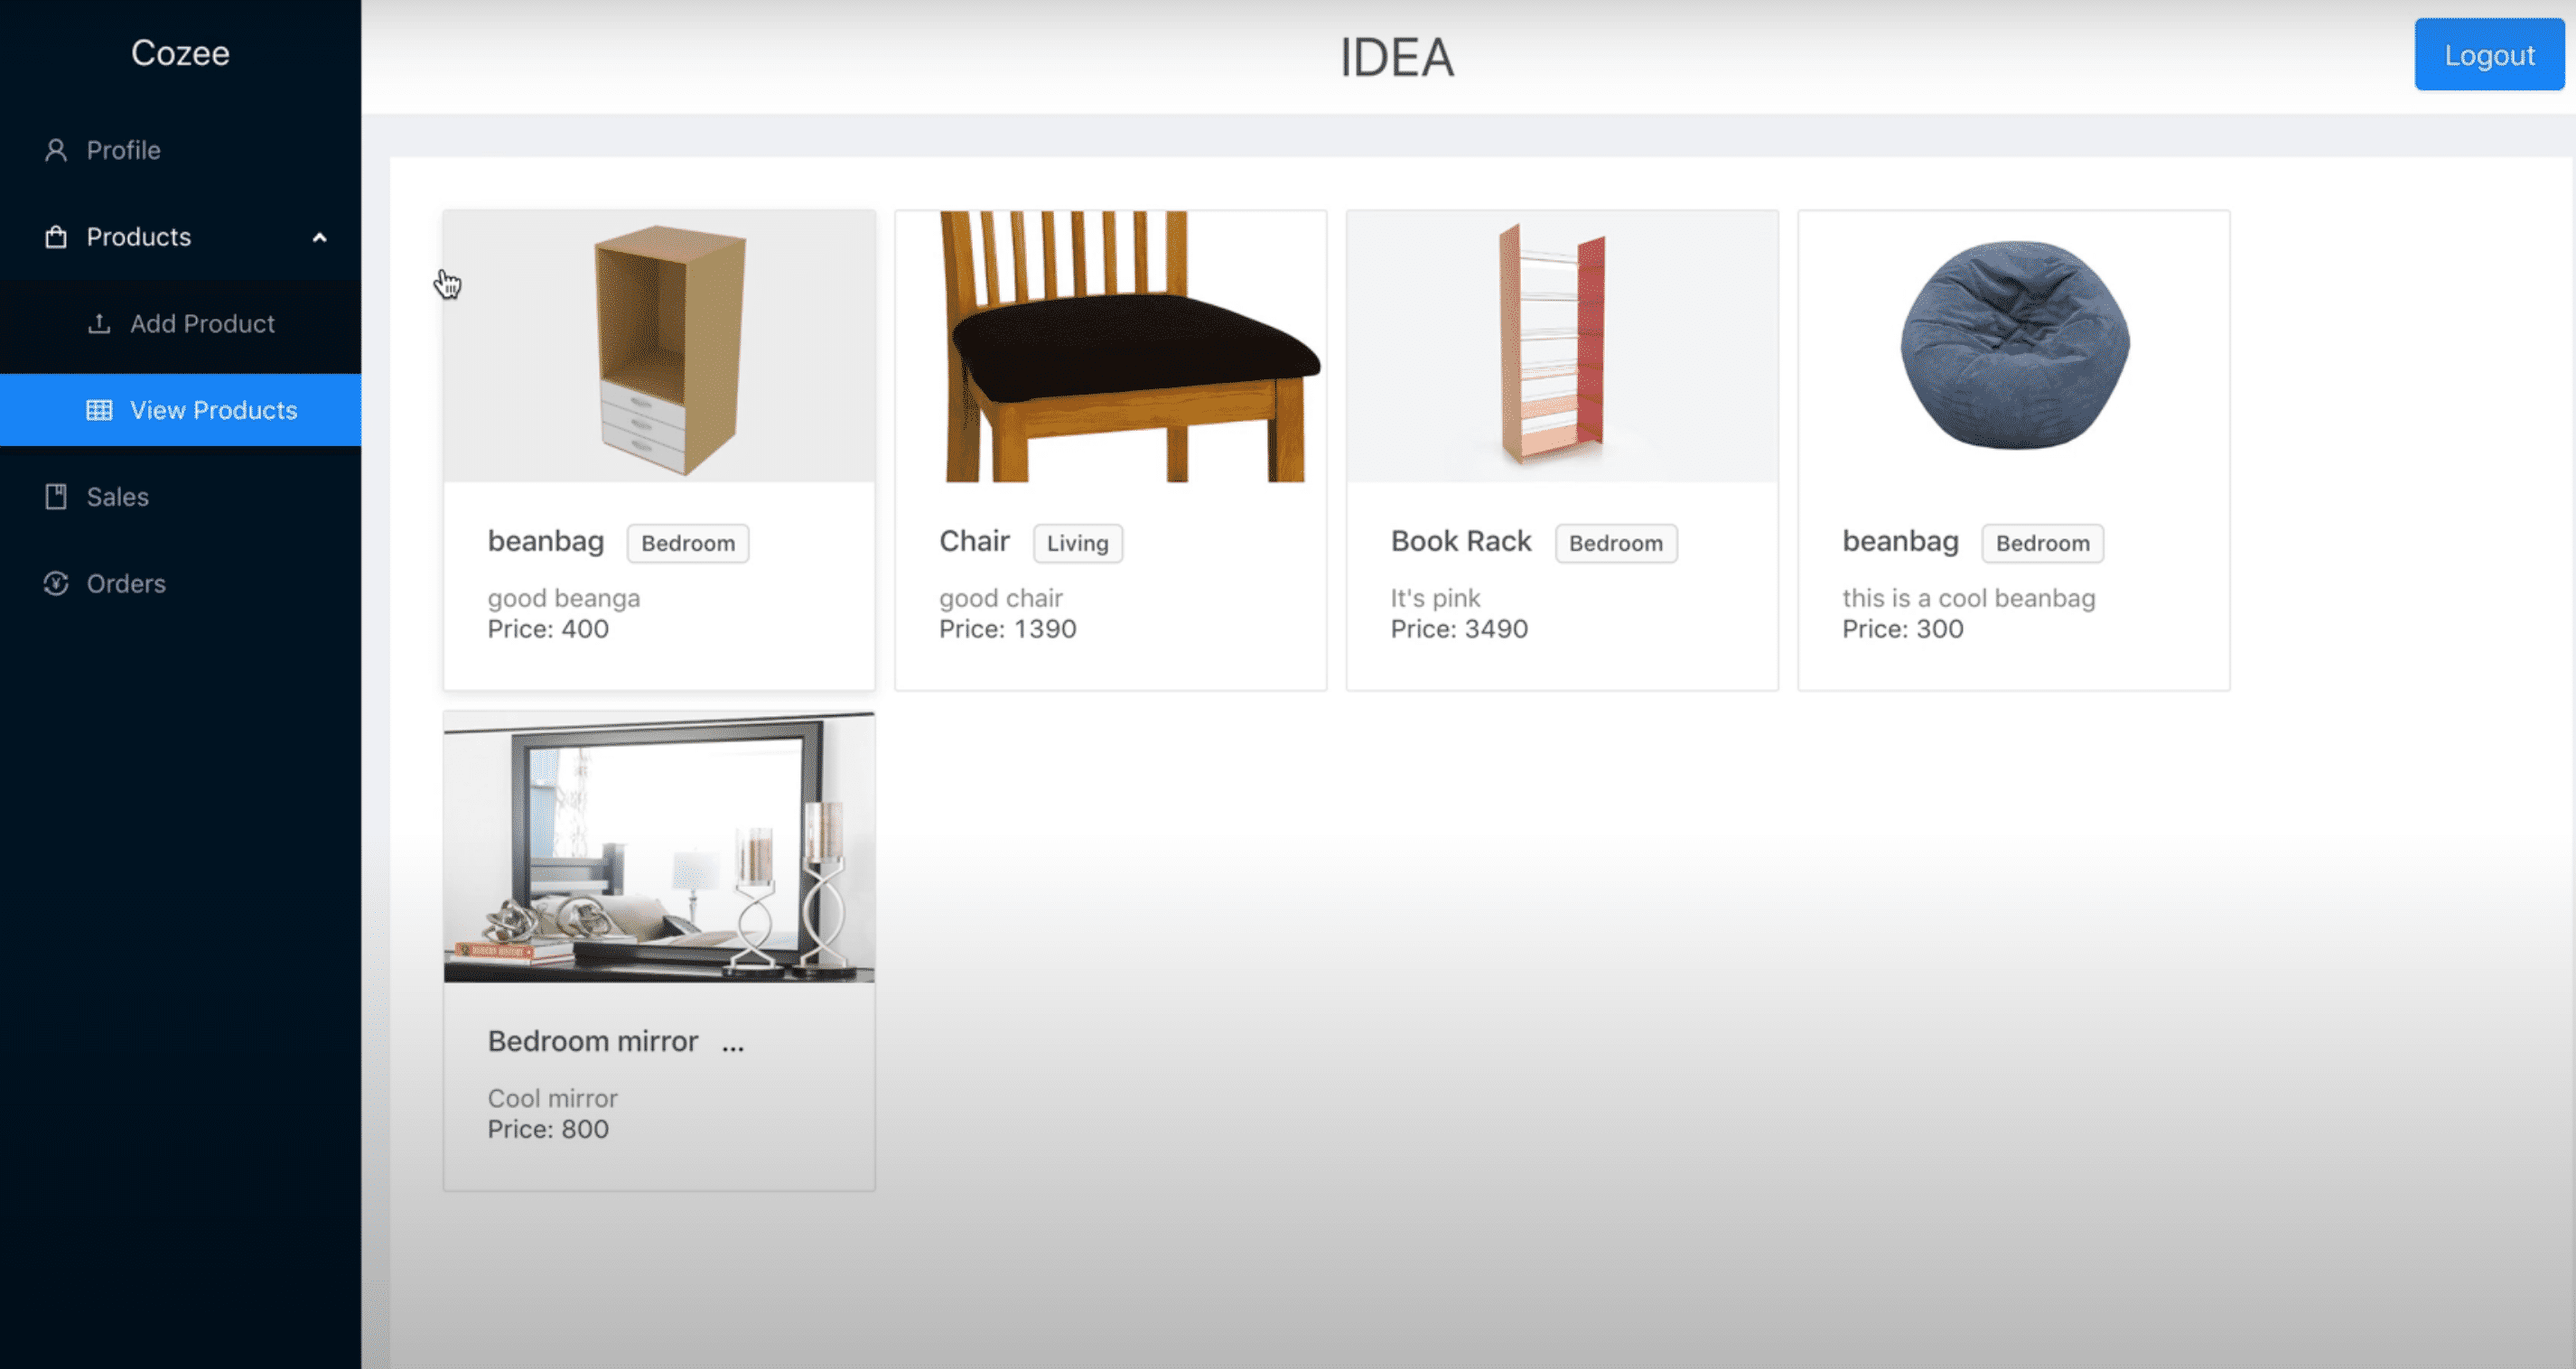 Cozee
IDEA
Logout
Profile
Products
Add Product
View Products
Sales
Orders
beanbag Bedroom
good beanga
Price: 400
Chair Living
good chair
Price: 1390
Book Rack Bedroom
It's pink
Price: 3490
beanbag Bedroom
this is a cool beanbag
Price: 300
Bedroom mirror ...
Cool mirror
Price: 800